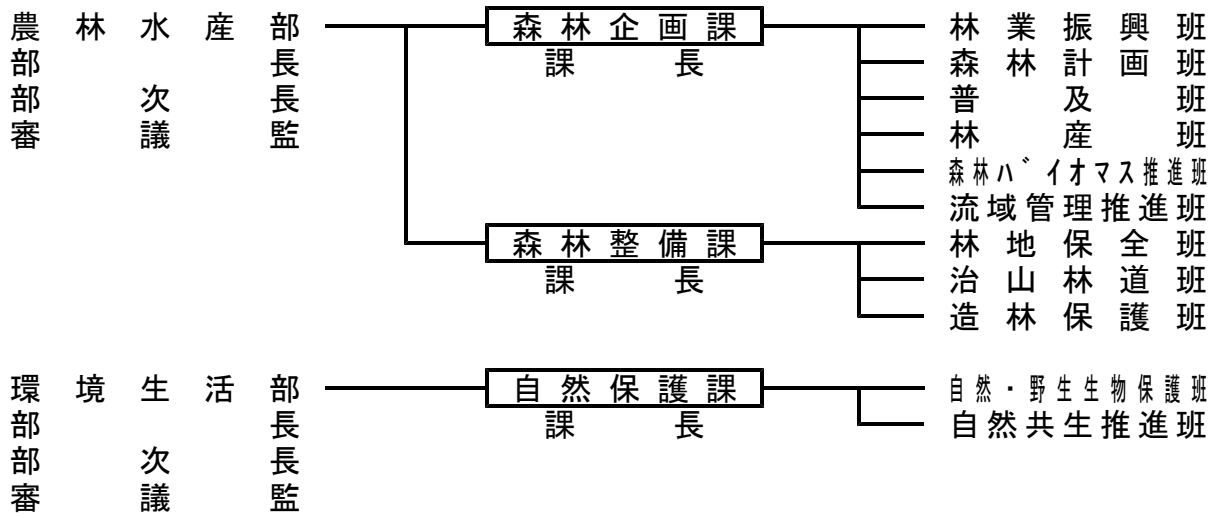 農林水産部 森林企画課 林業振興班
部長 課長 森林計画班
部次長 普及班
審議監 林産班
森林バイオマス推進班
流域管理推進班
森林整備課 林地保全班
課長 治山林道班
造林保護班
環境生活部 自然保護課 自然・野生生物保護班
部長 課長 自然共生推進班
部次長
審議監